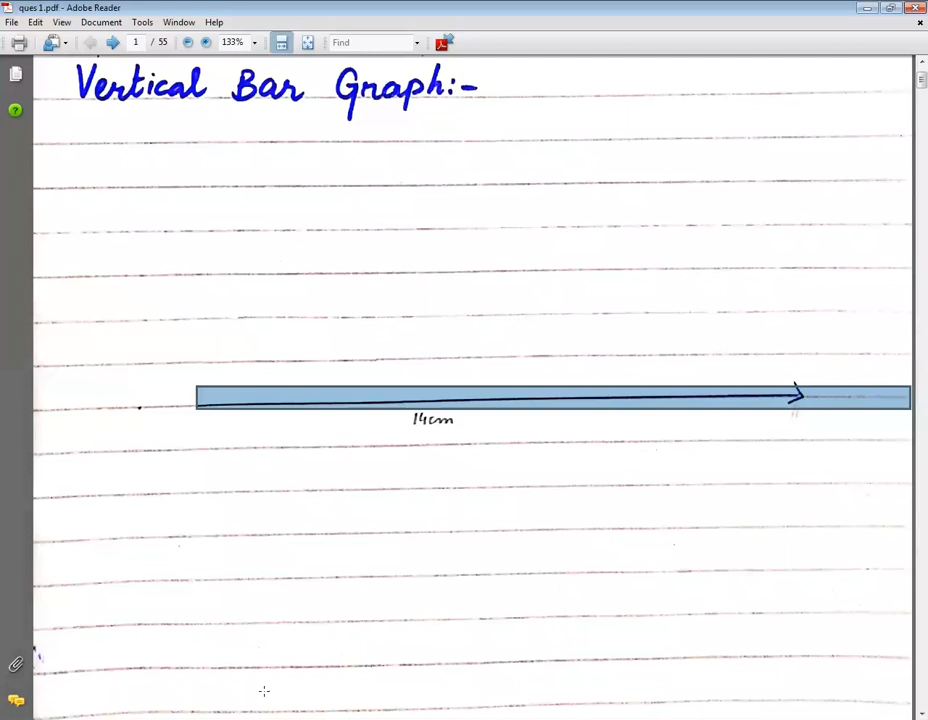 ques 1.pdf - Adobe Reader
File Edit View Document Tools Window Help
1 / 55 133% Find
Vertical Bar Graph:-
14cm